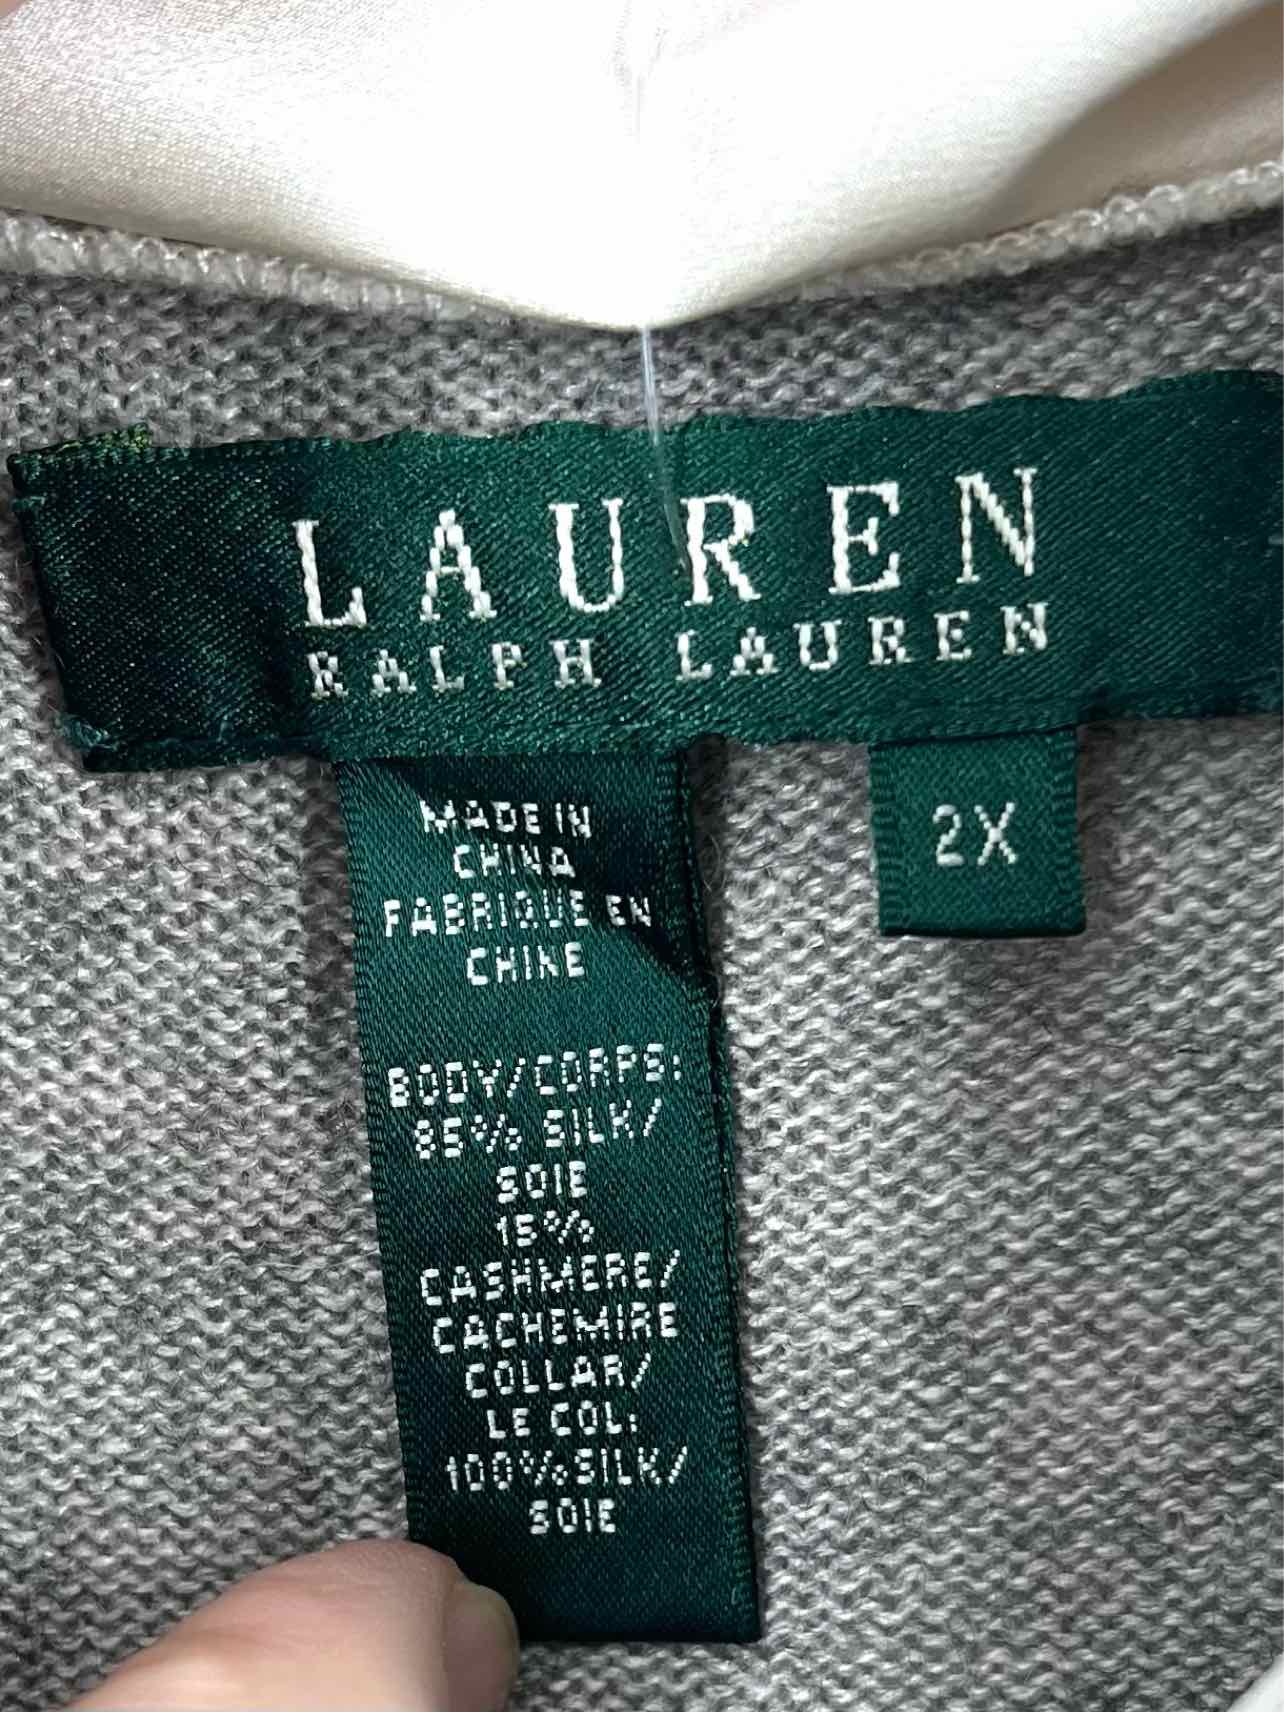 LAUREN
RALPH LAUREN
2X
MADE IN
CHINA
FABRIQUE EN
CHINE
BODY/CORPS:
85% SILK/
SOIE
15%
CASHMERE/
CACHEMIRE
COLLAR/
LE COL:
100% SILK/
SOIE